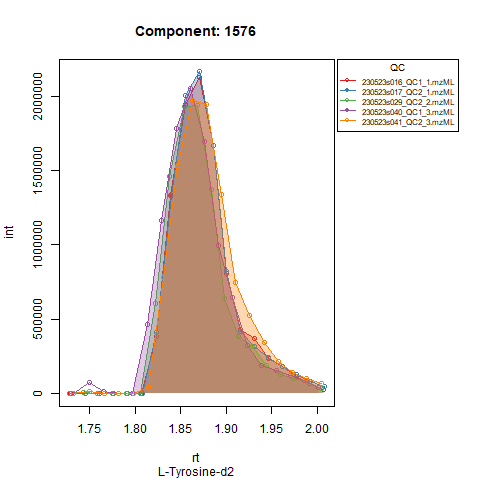 Component: 1576
QC
230523s016_QC1_1.mzML
230523s017_QC2_1.mzML
230523s029_QC2_2.mzML
230523s040_QC1_3.mzML
230523s041_QC2_3.mzML
int
2000000
1500000
1000000
500000
0
1.75 1.80 1.85 1.90 1.95 2.00
rt
L-Tyrosine-d2